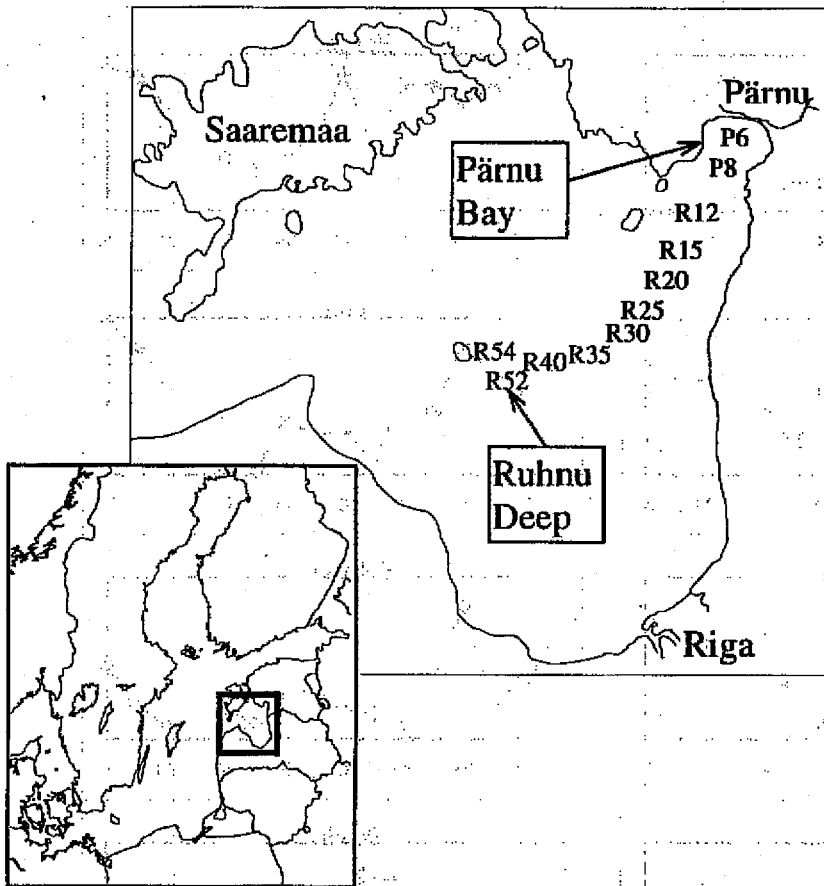 Pärnu
Saaremaa
P6
Pärnu
Bay
P8
R12
R15
R20
R25
R30
R54
R40
R35
R52
Ruhnu
Deep
Riga